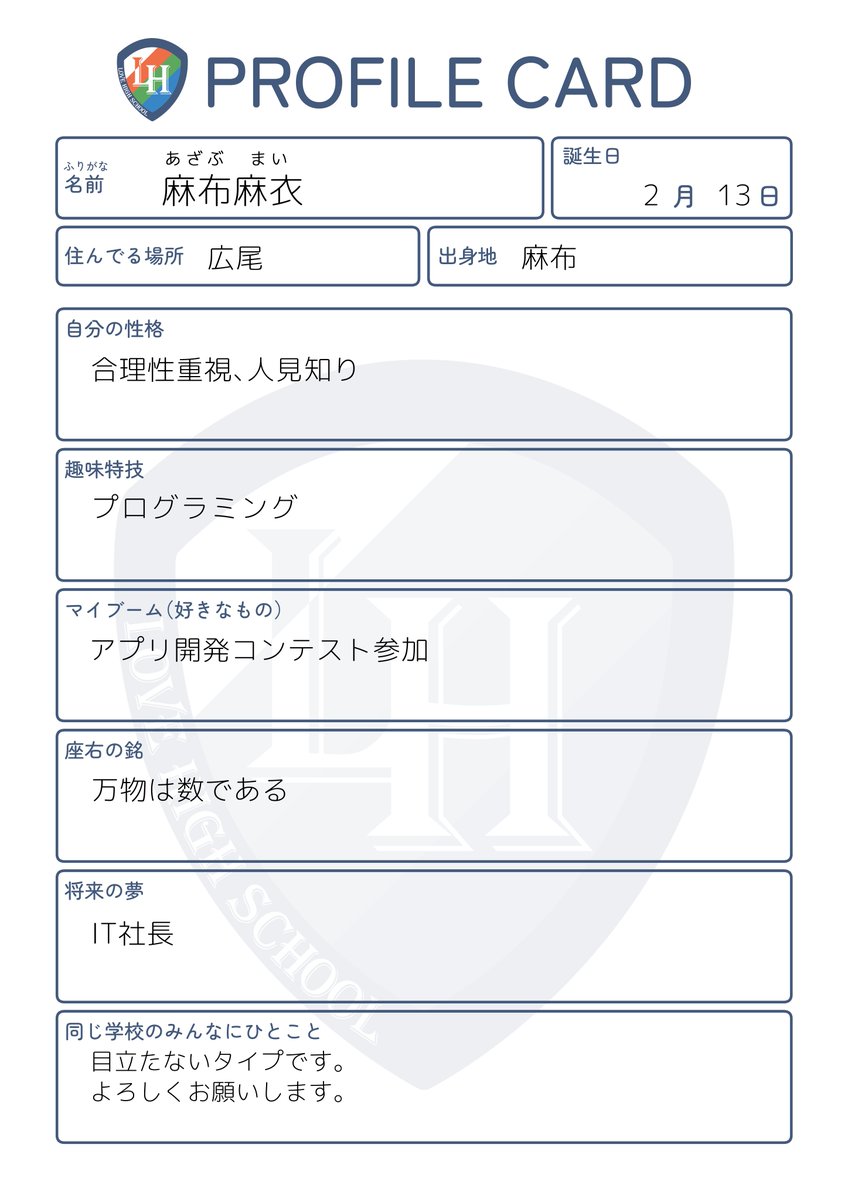 LH
LOVE HIGH SCHOOL
PROFILE CARD
ふりがな
名前
あざぶ まい
麻布麻衣
誕生日
2 月 13 日
住んでる場所 広尾
出身地 麻布
自分の性格
合理性重視、人見知り
趣味特技
プログラミング
マイブーム(好きなもの)
アプリ開発コンテスト参加
座右の銘
万物は数である
将来の夢
IT社長
同じ学校のみんなにひとこと
目立たないタイプです。
よろしくお願いします。
LH
LOVE HIGH SCHOOL